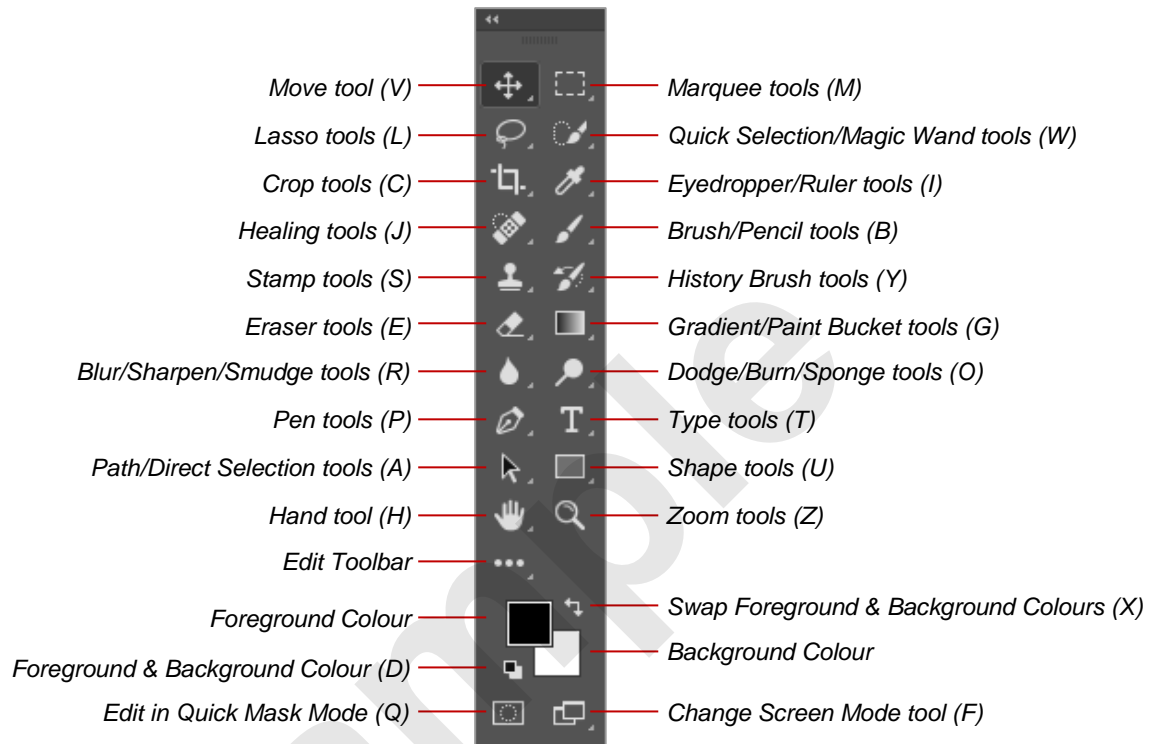 Move tool (V)
Marquee tools (M)
Lasso tools (L)
Quick Selection/Magic Wand tools (W)
Crop tools (C)
Eyedropper/Ruler tools (I)
Healing tools (J)
Brush/Pencil tools (B)
Stamp tools (S)
History Brush tools (Y)
Eraser tools (E)
Gradient/Paint Bucket tools (G)
Blur/Sharpen/Smudge tools (R)
Dodge/Burn/Sponge tools (O)
Pen tools (P)
Type tools (T)
Path/Direct Selection tools (A)
Shape tools (U)
Hand tool (H)
Zoom tools (Z)
Edit Toolbar
Foreground Colour
Swap Foreground & Background Colours (X)
Background Colour
Foreground & Background Colour (D)
Edit in Quick Mask Mode (Q)
Change Screen Mode tool (F)
mple